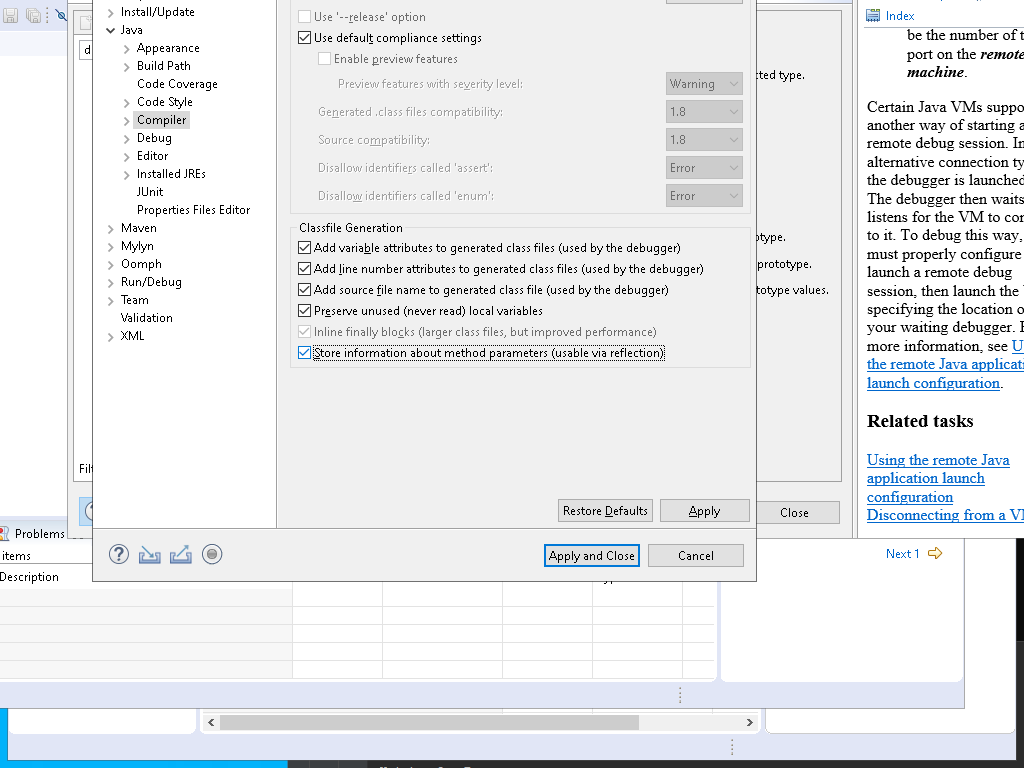 Install/Update
Java
Appearance
Build Path
Code Coverage
Code Style
Compiler
Debug
Editor
Installed JREs
JUnit
Properties Files Editor
Maven
Mylyn
Oomph
Run/Debug
Team
Validation
XML
Use '--release' option
Use default compliance settings
Enable preview features
Preview features with severity level:
Warning
Generated .class files compatibility:
1.8
Source compatibility:
1.8
Disallow identifiers called 'assert':
Error
Disallow identifiers called 'enum':
Error
Classfile Generation
Add variable attributes to generated class files (used by the debugger)
Add line number attributes to generated class files (used by the debugger)
Add source file name to generated class file (used by the debugger)
Preserve unused (never read) local variables
Inline finally blocks (larger class files, but improved performance)
Store information about method parameters (usable via reflection)
Restore Defaults
Apply
Apply and Close
Cancel
cted type.
otype.
prototype.
totype values.
Close
d
Filt
Problems
items
Description
Index
be the number of t
port on the remote
machine.
Certain Java VMs suppo
another way of starting a
remote debug session. In
alternative connection ty
the debugger is launched
The debugger then waits
listens for the VM to con
to it. To debug this way,
must properly configure
launch a remote debug
session, then launch the
specifying the location o
your waiting debugger. F
more information, see U
the remote Java applicati
launch configuration.
Related tasks
Using the remote Java
application launch
configuration
Disconnecting from a VM
Next 1